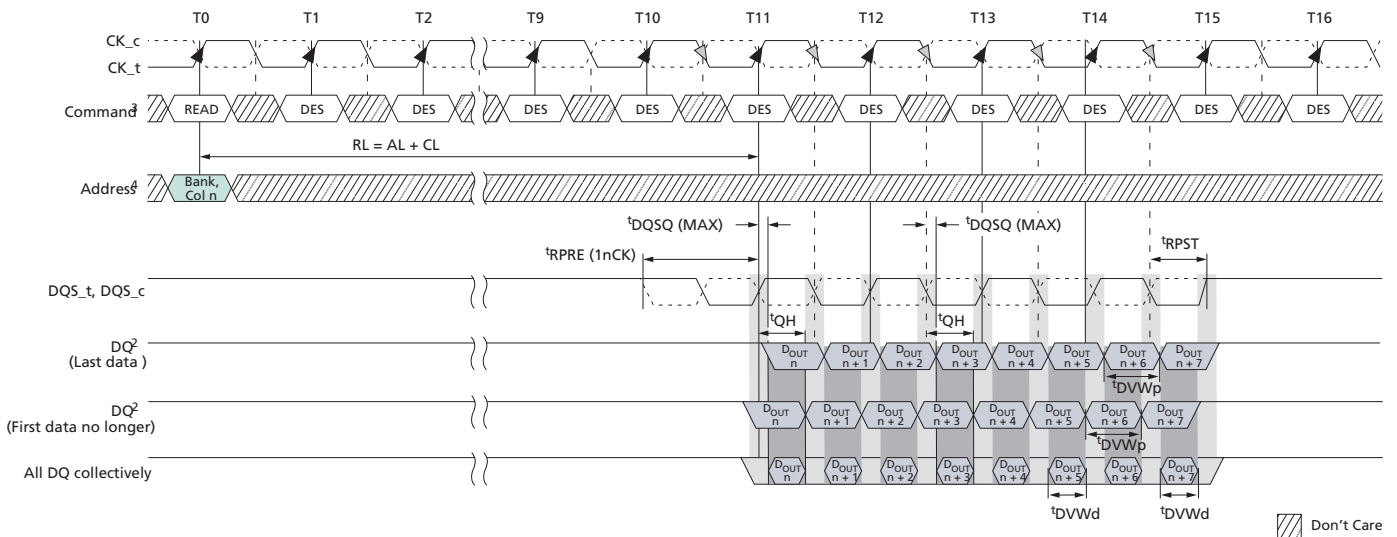 T0 T1 T2 T9 T10 T11 T12 T13 T14 T15 T16
CK_c
CK_t
Command3 READ DES DES DES DES DES DES DES DES DES DES
RL = AL + CL
Address4 Bank,
Col n
tDQSQ (MAX) tDQSQ (MAX)
tRPRE (1nCK) tRPST
DQS_t, DQS_c
tQH tQH
DQ2
(Last data )
DOUT n DOUT n + 1 DOUT n + 2 DOUT n + 3 DOUT n + 4 DOUT n + 5 DOUT n + 6 DOUT n + 7
tDVWp
DQ2
(First data no longer)
DOUT n DOUT n + 1 DOUT n + 2 DOUT n + 3 DOUT n + 4 DOUT n + 5 DOUT n + 6 DOUT n + 7
tDVWp
All DQ collectively
DOUT n DOUT n + 1 DOUT n + 2 DOUT n + 3 DOUT n + 4 DOUT n + 5 DOUT n + 6 DOUT n + 7
tDVWd tDVWd
Don't Care